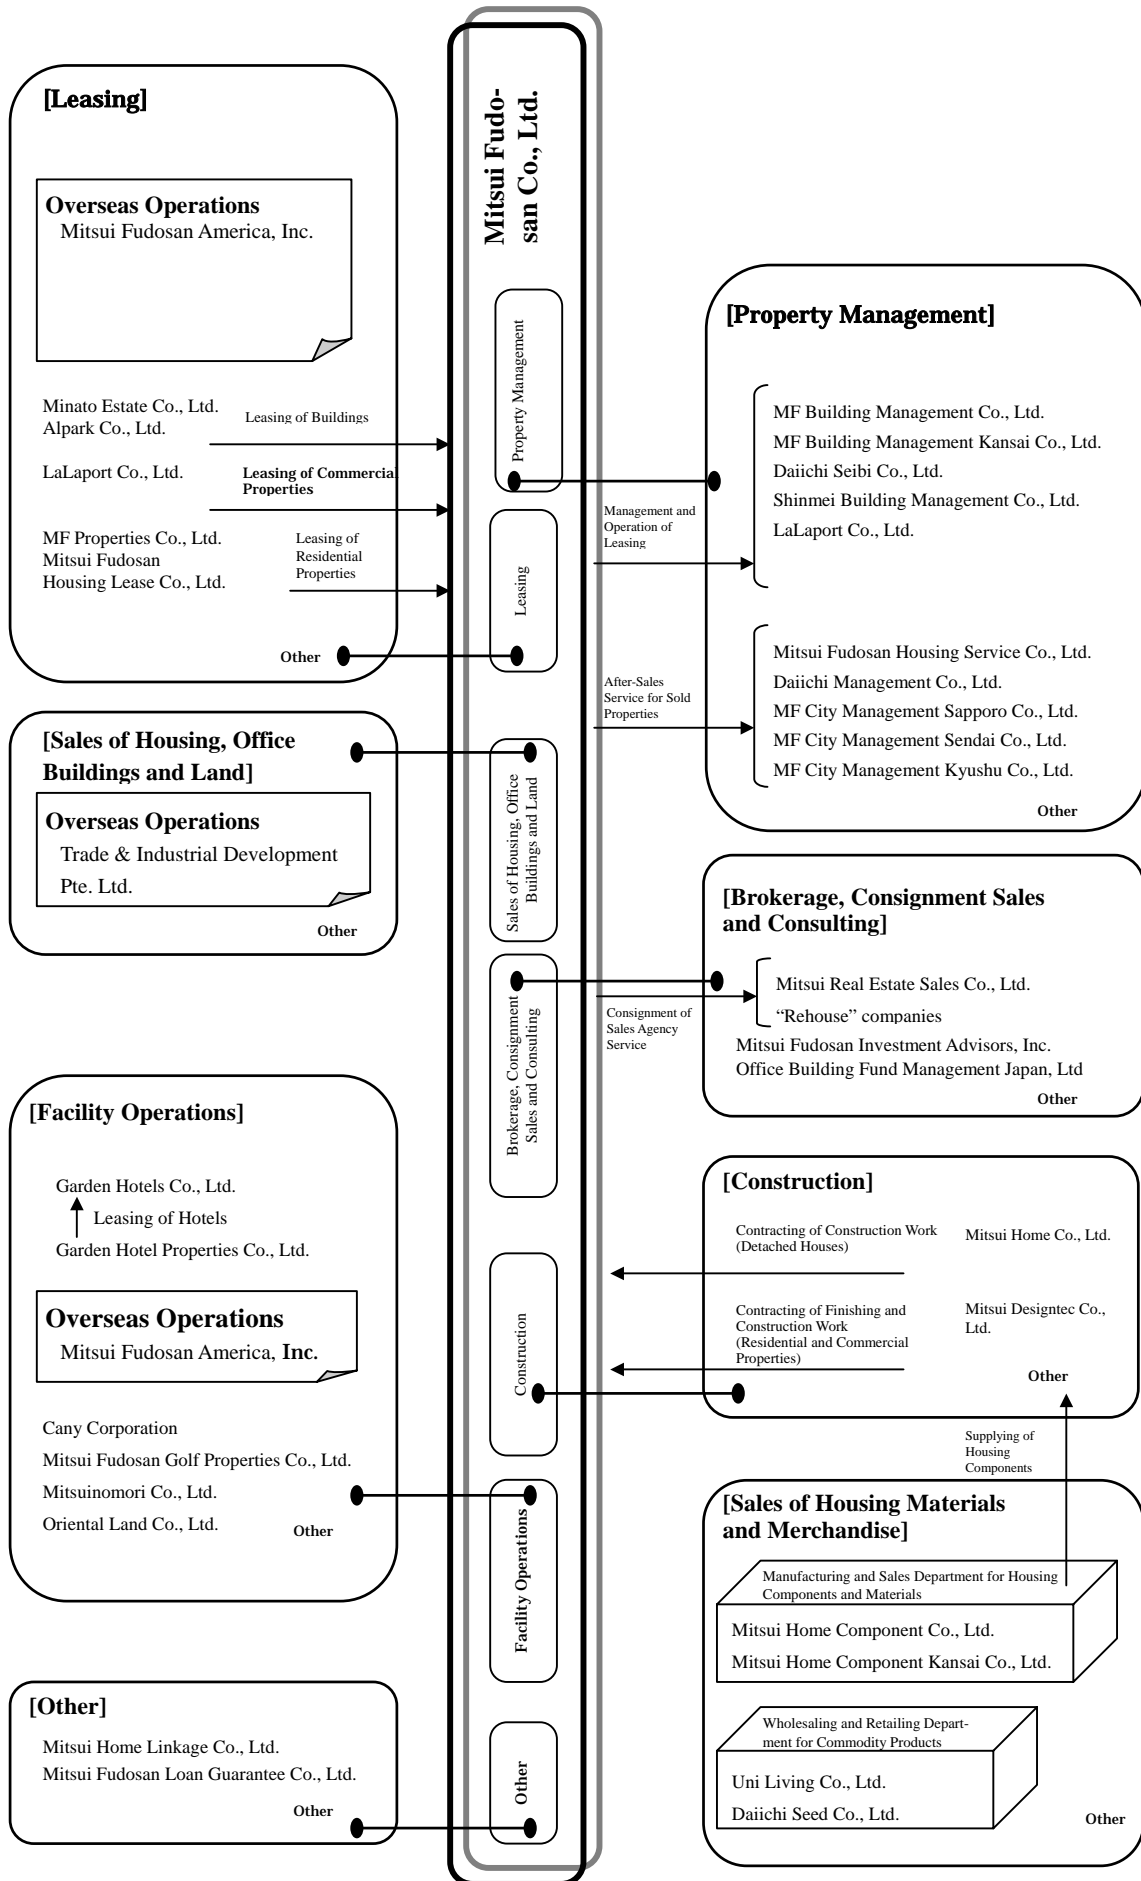 [Leasing]
Overseas Operations
Mitsui Fudosan America, Inc.
Minato Estate Co., Ltd.
Alpark Co., Ltd.
Leasing of Buildings
LaLaport Co., Ltd.
Leasing of Commercial
Properties
MF Properties Co., Ltd.
Mitsui Fudosan
Housing Lease Co., Ltd.
Leasing of
Residential
Properties
Other
[Sales of Housing, Office
Buildings and Land]
Overseas Operations
Trade & Industrial Development
Pte. Ltd.
Other
[Facility Operations]
Garden Hotels Co., Ltd.
Leasing of Hotels
Garden Hotel Properties Co., Ltd.
Overseas Operations
Mitsui Fudosan America, Inc.
Cany Corporation
Mitsui Fudosan Golf Properties Co., Ltd.
Mitsuinomori Co., Ltd.
Oriental Land Co., Ltd.
Other
[Other]
Mitsui Home Linkage Co., Ltd.
Mitsui Fudosan Loan Guarantee Co., Ltd.
Other
Mitsui Fudo-
san Co., Ltd.
Property Management
Leasing
Sales of Housing, Office
Buildings and Land
Brokerage, Consignment
Sales and Consulting
Construction
Facility Operations
Other
Management and
Operation of
Leasing
After-Sales
Service for Sold
Properties
Consignment of
Sales Agency
Service
[Property Management]
MF Building Management Co., Ltd.
MF Building Management Kansai Co., Ltd.
Daiichi Seibi Co., Ltd.
Shinmei Building Management Co., Ltd.
LaLaport Co., Ltd.
Mitsui Fudosan Housing Service Co., Ltd.
Daiichi Management Co., Ltd.
MF City Management Sapporo Co., Ltd.
MF City Management Sendai Co., Ltd.
MF City Management Kyushu Co., Ltd.
Other
[Brokerage, Consignment Sales
and Consulting]
Mitsui Real Estate Sales Co., Ltd.
“Rehouse” companies
Mitsui Fudosan Investment Advisors, Inc.
Office Building Fund Management Japan, Ltd
Other
[Construction]
Contracting of Construction Work
(Detached Houses)
Mitsui Home Co., Ltd.
Contracting of Finishing and
Construction Work
(Residential and Commercial
Properties)
Mitsui Designtec Co.,
Ltd.
Other
Supplying of
Housing
Components
[Sales of Housing Materials
and Merchandise]
Manufacturing and Sales Department for Housing
Components and Materials
Mitsui Home Component Co., Ltd.
Mitsui Home Component Kansai Co., Ltd.
Wholesaling and Retailing Depart-
ment for Commodity Products
Uni Living Co., Ltd.
Daiichi Seed Co., Ltd.
Other